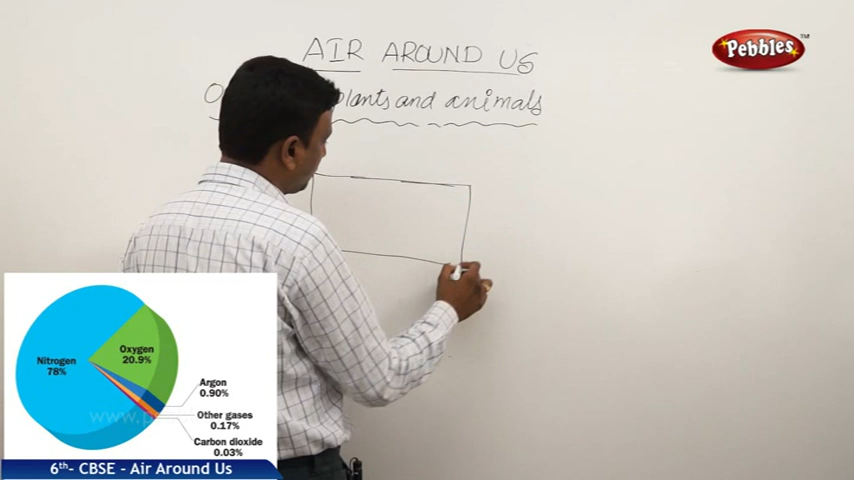 AIR AROUND US
plants and animals
Pebbles™
Nitrogen
78%
Oxygen
20.9%
Argon
0.90%
Other gases
0.17%
Carbon dioxide
0.03%
6th- CBSE - Air Around Us